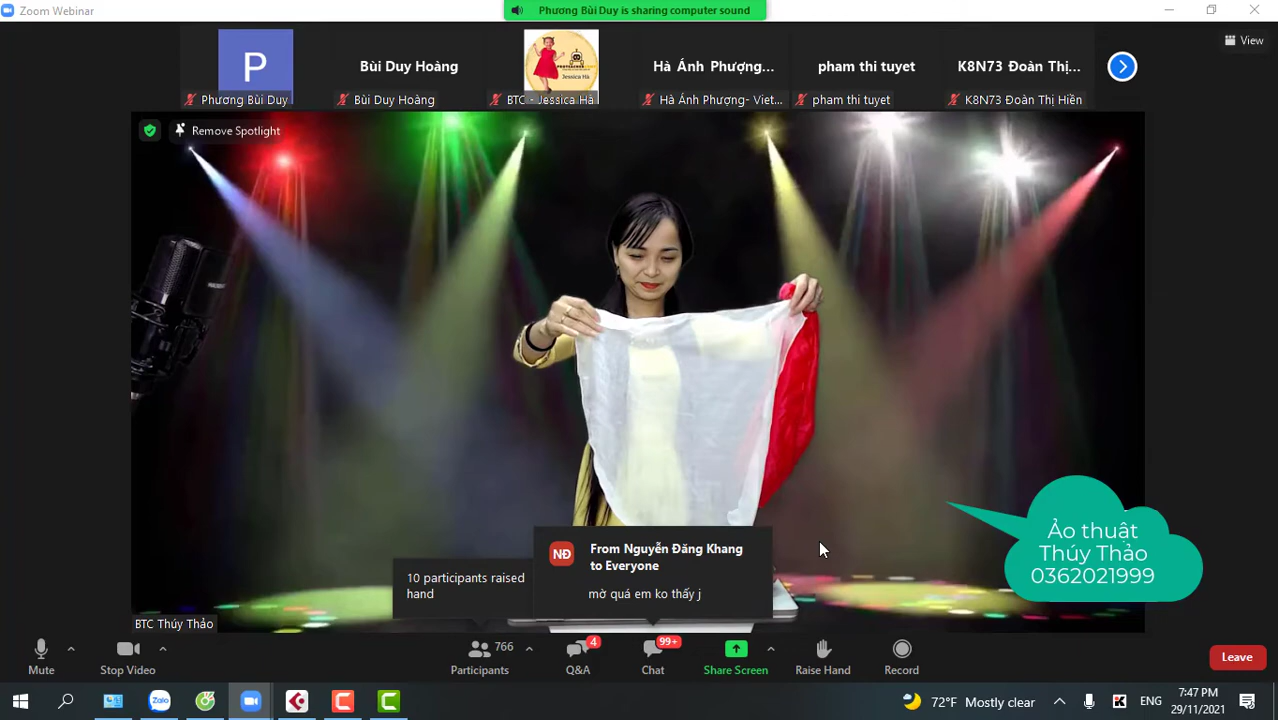 Zoom Webinar
Phương Bùi Duy is sharing computer sound
View
P
Bùi Duy Hoàng
Hà Ánh Phượng...
pham thi tuyet
K8N73 Đoàn Thị...
Phương Bùi Duy
Bùi Duy Hoàng
BTC - Jessica Hà
Jessica Hà
Hà Ánh Phượng- Viet...
pham thi tuyet
K8N73 Đoàn Thị Hiền
Remove Spotlight
Ảo thuật
Thúy Thảo
0362021999
NĐ
From Nguyễn Đăng Khang
to Everyone
mờ quá em ko thấy j
10 participants raised
hand
BTC Thúy Thảo
Mute
Stop Video
766
Participants
4
Q&A
99+
Chat
Share Screen
Raise Hand
Record
Leave
Zalo
72°F Mostly clear
ENG
7:47 PM
29/11/2021